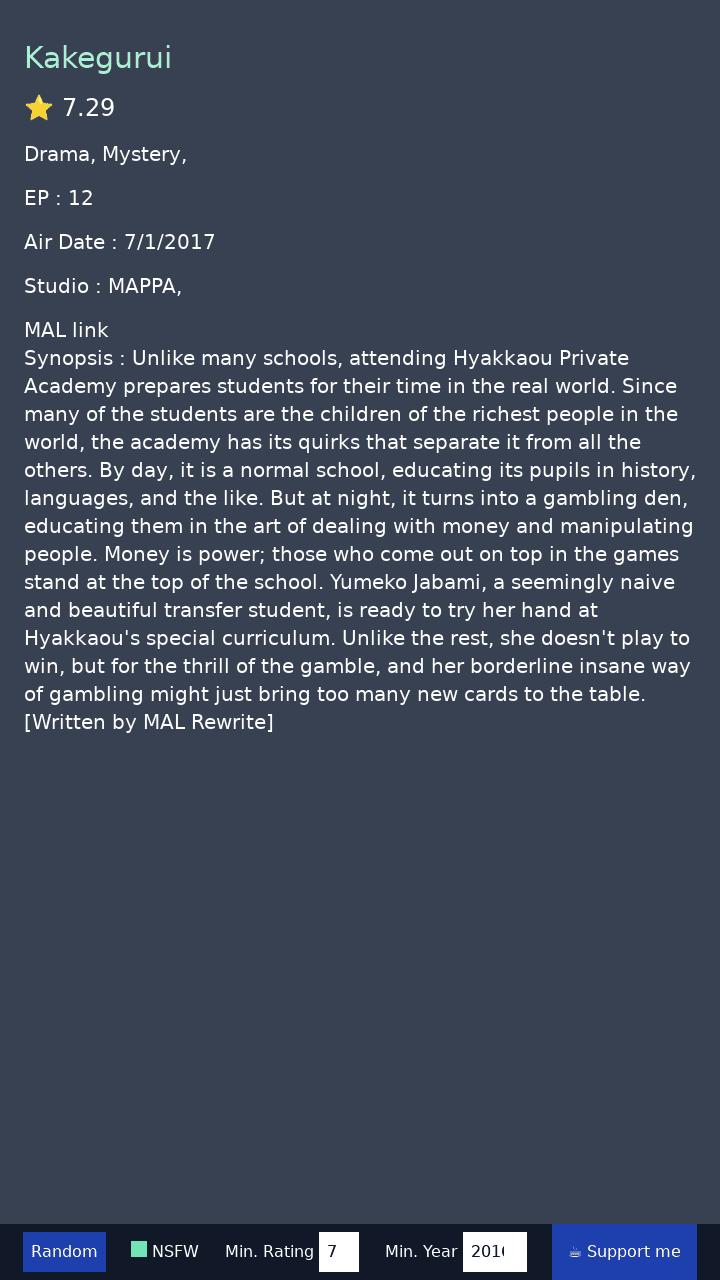 Kakegurui
7.29
Drama, Mystery,
EP : 12
Air Date : 7/1/2017
Studio : MAPPA,
MAL link
Synopsis : Unlike many schools, attending Hyakkaou Private
Academy prepares students for their time in the real world. Since
many of the students are the children of the richest people in the
world, the academy has its quirks that separate it from all the
others. By day, it is a normal school, educating its pupils in history,
languages, and the like. But at night, it turns into a gambling den,
educating them in the art of dealing with money and manipulating
people. Money is power; those who come out on top in the games
stand at the top of the school. Yumeko Jabami, a seemingly naive
and beautiful transfer student, is ready to try her hand at
Hyakkaou's special curriculum. Unlike the rest, she doesn't play to
win, but for the thrill of the gamble, and her borderline insane way
of gambling might just bring too many new cards to the table.
[Written by MAL Rewrite]
Random NSFW Min. Rating 7 Min. Year Support me